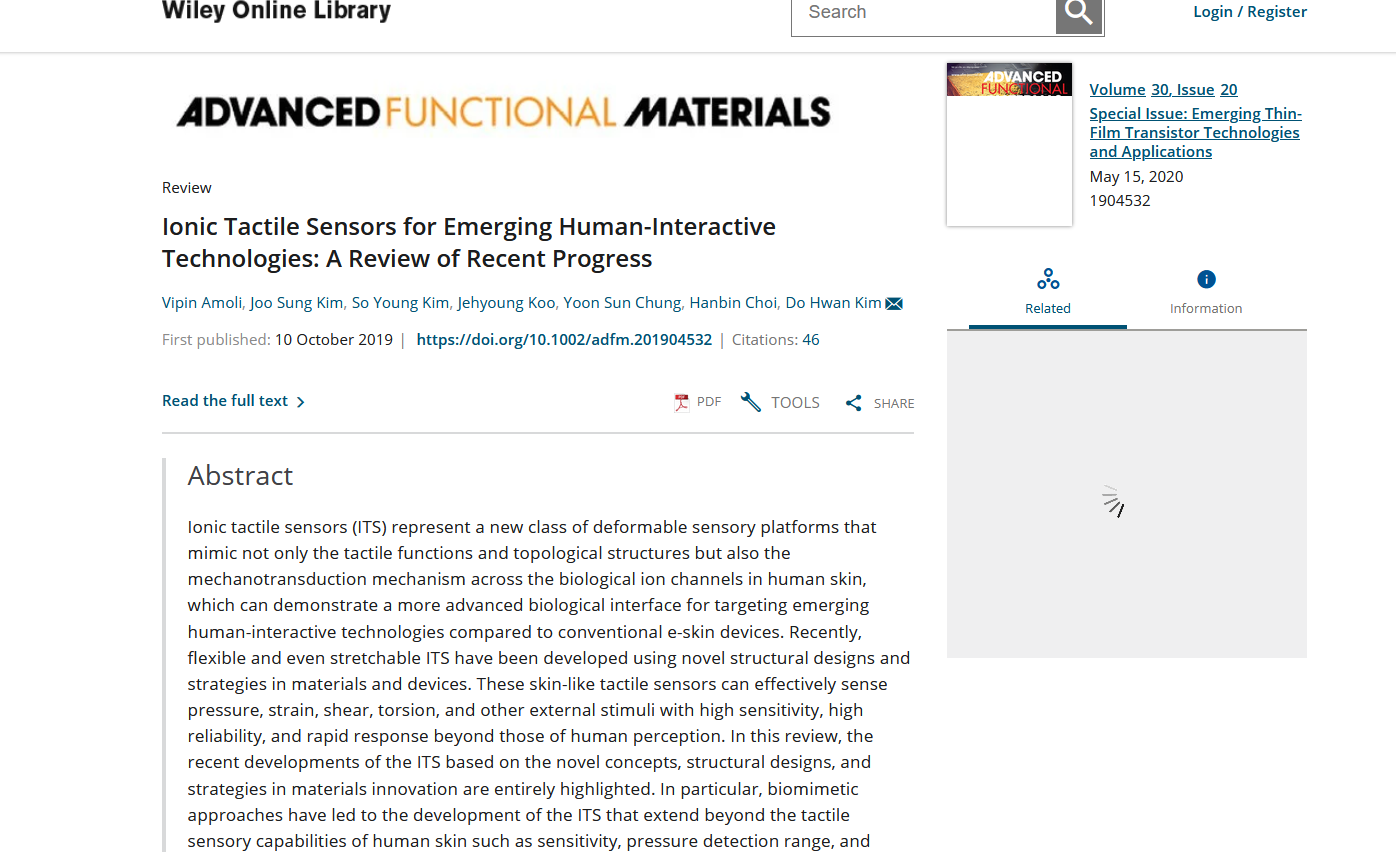 Wiley Online Library
Search
Login / Register
ADVANCED FUNCTIONAL MATERIALS
ADVANCED
FUNCTIONAL
Volume 30, Issue 20
Special Issue: Emerging Thin-
Film Transistor Technologies
and Applications
May 15, 2020
1904532
Review
Ionic Tactile Sensors for Emerging Human-Interactive
Technologies: A Review of Recent Progress
Vipin Amoli, Joo Sung Kim, So Young Kim, Jehyoung Koo, Yoon Sun Chung, Hanbin Choi, Do Hwan Kim
First published: 10 October 2019 | https://doi.org/10.1002/adfm.201904532 | Citations: 46
Related
Information
Read the full text
PDF
TOOLS
SHARE
Abstract
Ionic tactile sensors (ITS) represent a new class of deformable sensory platforms that
mimic not only the tactile functions and topological structures but also the
mechanotransduction mechanism across the biological ion channels in human skin,
which can demonstrate a more advanced biological interface for targeting emerging
human-interactive technologies compared to conventional e-skin devices. Recently,
flexible and even stretchable ITS have been developed using novel structural designs and
strategies in materials and devices. These skin-like tactile sensors can effectively sense
pressure, strain, shear, torsion, and other external stimuli with high sensitivity, high
reliability, and rapid response beyond those of human perception. In this review, the
recent developments of the ITS based on the novel concepts, structural designs, and
strategies in materials innovation are entirely highlighted. In particular, biomimetic
approaches have led to the development of the ITS that extend beyond the tactile
sensory capabilities of human skin such as sensitivity, pressure detection range, and